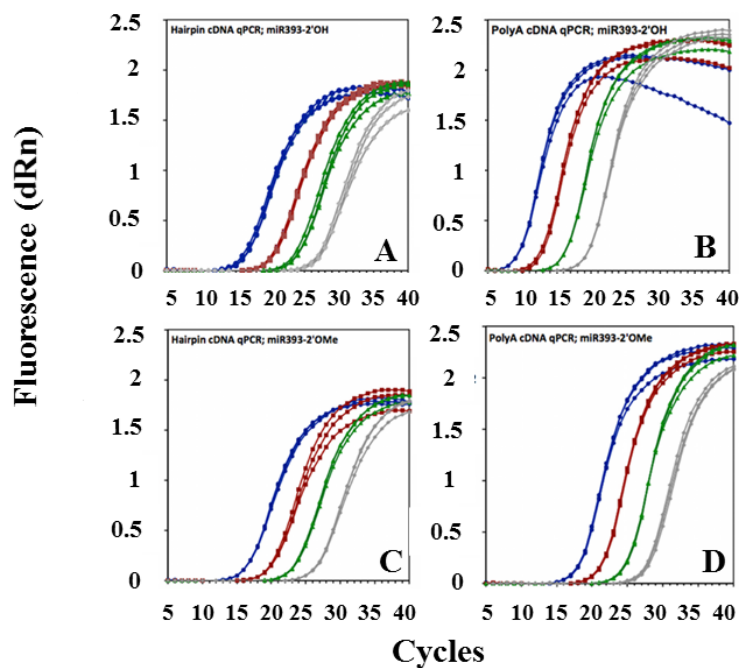 Fluorescence (dRn)
Hairpin cDNA qPCR; miR393-2'OH
2.5
2
1.5
1
0.5
0
A
5 10 15 20 25 30 35 40
PolyA cDNA qPCR; miR393-2'OH
2.5
2
1.5
1
0.5
0
B
5 10 15 20 25 30 35 40
Hairpin cDNA qPCR; miR393-2'OMe
2.5
2
1.5
1
0.5
0
C
5 10 15 20 25 30 35 40
PolyA cDNA qPCR; miR393-2'OMe
2.5
2
1.5
1
0.5
0
D
5 10 15 20 25 30 35 40
Cycles